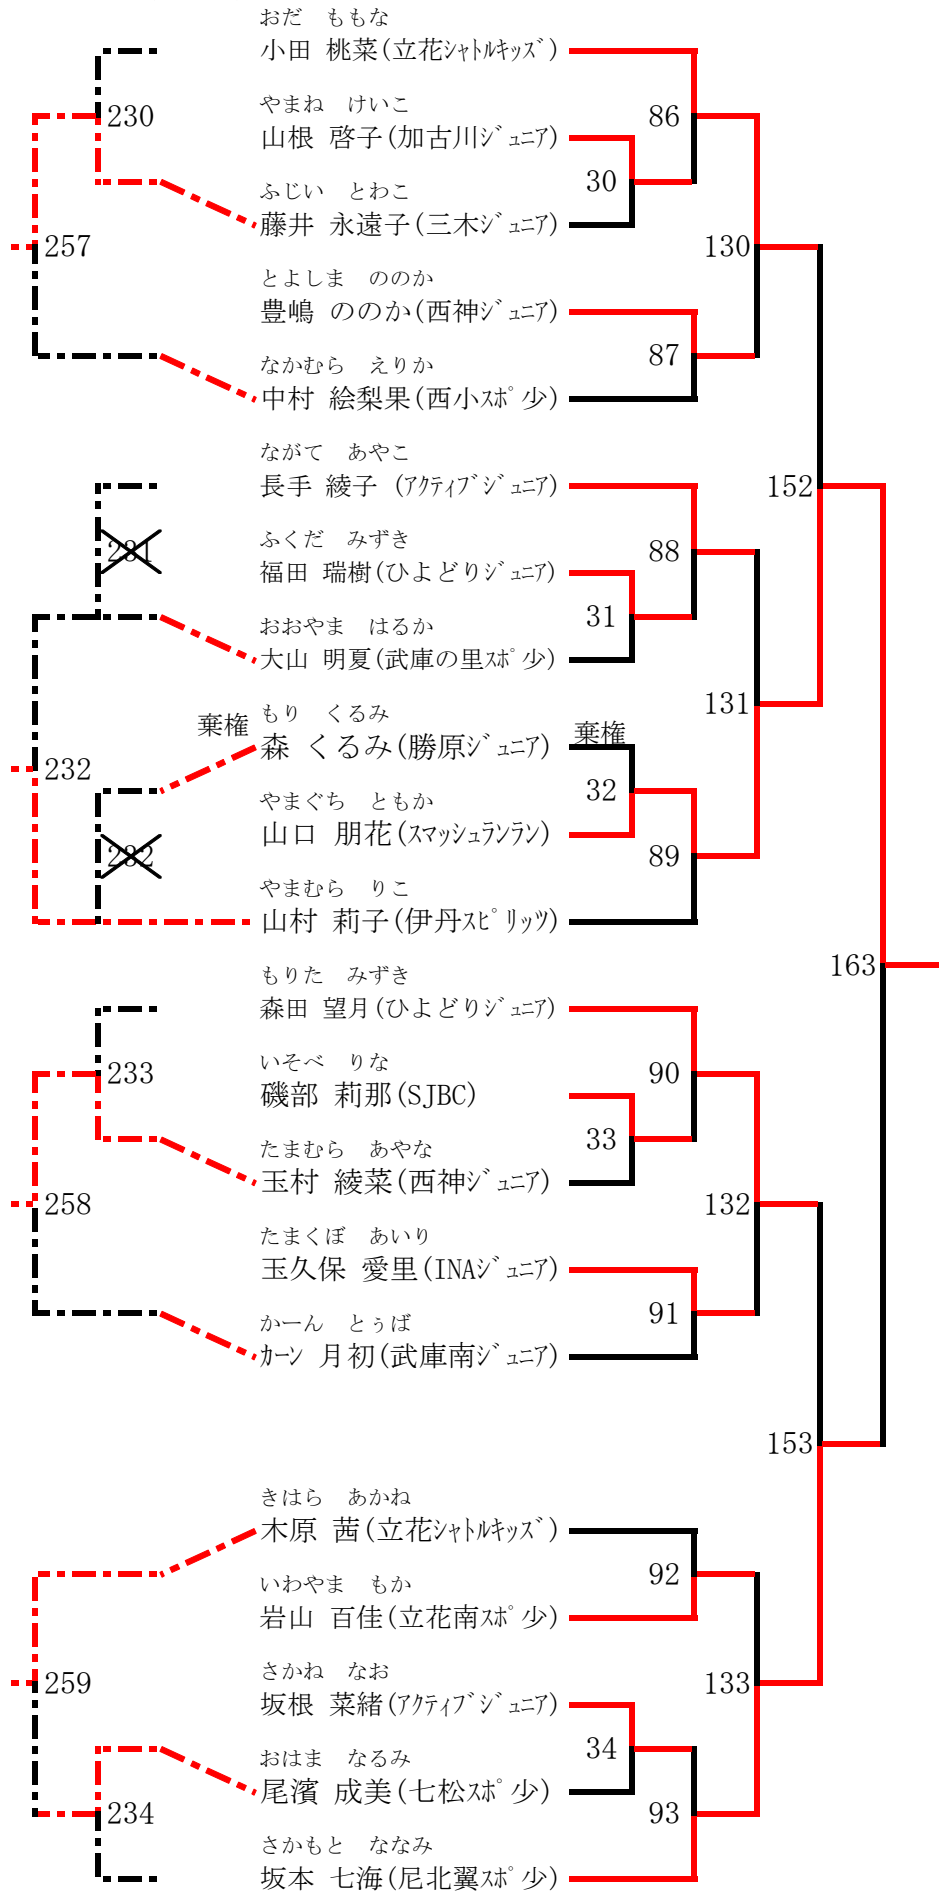 おだ ももな
小田 桃菜(立花ｼｬﾄﾙｷｯｽﾞ)
86
230
やまね けいこ
山根 啓子(加古川ｼﾞｭﾆｱ)
30
ふじい とわこ
藤井 永遠子(三木ｼﾞｭﾆｱ)
257
130
とよしま ののか
豊嶋 ののか(西神ｼﾞｭﾆｱ)
87
なかむら えりか
中村 絵梨果(西小ｽﾎﾟ少)
ながて あやこ
長手 綾子 (ｱｸﾃｨﾌﾞｼﾞｭﾆｱ)
152
231
ふくだ みずき
福田 瑞樹(ひよどりｼﾞｭﾆｱ)
88
31
おおやま はるか
大山 明夏(武庫の里ｽﾎﾟ少)
131
棄権
もり くるみ
森 くるみ(勝原ｼﾞｭﾆｱ)
棄権
232
32
やまぐち ともか
山口 朋花(ｽﾏｯｼｭﾗﾝﾗﾝ)
232
89
やまむら りこ
山村 莉子(伊丹ｽﾋﾟﾘｯﾂ)
163
もりた みずき
森田 望月(ひよどりｼﾞｭﾆｱ)
233
いそべ りな
磯部 莉那(SJBC)
90
33
たまむら あやな
玉村 綾菜(西神ｼﾞｭﾆｱ)
258
132
たまくぼ あいり
玉久保 愛里(INAｼﾞｭﾆｱ)
91
かーん とぅば
ｶｰﾝ 月初(武庫南ｼﾞｭﾆｱ)
153
きはら あかね
木原 茜(立花ｼｬﾄﾙｷｯｽﾞ)
92
いわやま もか
岩山 百佳(立花南ｽﾎﾟ少)
259
133
さかね なお
坂根 菜緒(ｱｸﾃｨﾌﾞｼﾞｭﾆｱ)
34
おはま なるみ
尾濱 成美(七松ｽﾎﾟ少)
234
93
さかもと ななみ
坂本 七海(尼北翼ｽﾎﾟ少)